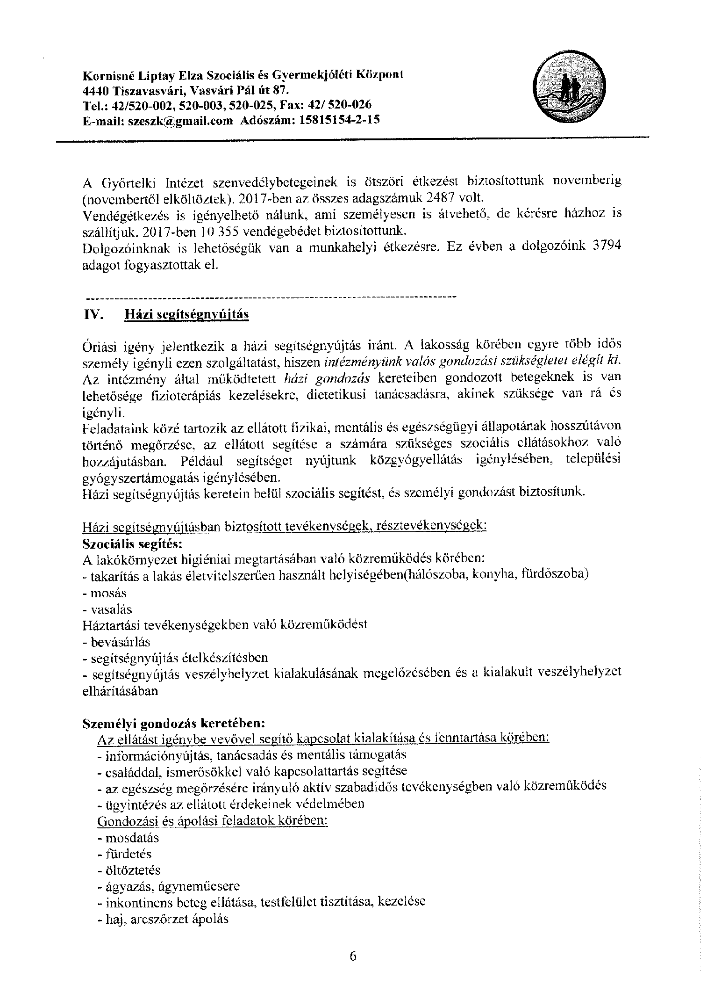 Kornisné Liptay Elza Szociális és Gyermekjóléti Központ
4440 Tiszavasvári, Vasvári Pál út 87.
Tel.: 42/520-002, 520-003, 520-025, Fax: 42/ 520-026
E-mail: szeszk@gmail.com Adószám: 15815154-2-15
A Győrtelki Intézet szenvedélybetegeinek is ötszöri étkezést biztosítottunk novemberig
(novembertől elköltöztek). 2017-ben az összes adagszámuk 2487 volt.
Vendégétkezés is igényelhető nálunk, ami személyesen is átvehető, de kérésre házhoz is
szállítjuk. 2017-ben 10 355 vendégebédet biztosítottunk.
Dolgozóinknak is lehetőségük van a munkahelyi étkezésre. Ez évben a dolgozóink 3794
adagot fogyasztottak el.
--------------------------------------------------------------------------------
IV. Házi segítségnyújtás
Óriási igény jelentkezik a házi segítségnyújtás iránt. A lakosság körében egyre több idős
személy igényli ezen szolgáltatást, hiszen intézményünk valós gondozási szükségletet elégít ki.
Az intézmény által működtetett házi gondozás kereteiben gondozott betegeknek is van
lehetősége fizioterápiás kezelésekre, dietetikusi tanácsadásra, akinek szüksége van rá és
igényli.
Feladataink közé tartozik az ellátott fizikai, mentális és egészségügyi állapotának hosszútávon
történő megőrzése, az ellátott segítése a számára szükséges szociális ellátásokhoz való
hozzájutásban. Például segítséget nyújtunk közgyógyellátás igénylésében, települési
gyógyszertámogatás igénylésében.
Házi segítségnyújtás keretein belül szociális segítést, és személyi gondozást biztosítunk.
Házi segítségnyújtásban biztosított tevékenységek, résztevékenységek:
Szociális segítés:
A lakókörnyezet higiéniai megtartásában való közreműködés körében:
- takarítás a lakás életvitelszerűen használt helyiségében(hálószoba, konyha, fürdőszoba)
- mosás
- vasalás
Háztartási tevékenységekben való közreműködést
- bevásárlás
- segítségnyújtás ételkészítésben
- segítségnyújtás veszélyhelyzet kialakulásának megelőzésében és a kialakult veszélyhelyzet
elhárításában
Személyi gondozás keretében:
Az ellátást igénybe vevővel segítő kapcsolat kialakítása és fenntartása körében:
- információnyújtás, tanácsadás és mentális támogatás
- családdal, ismerősökkel való kapcsolattartás segítése
- az egészség megőrzésére irányuló aktív szabadidős tevékenységben való közreműködés
- ügyintézés az ellátott érdekeinek védelmében
Gondozási és ápolási feladatok körében:
- mosdatás
- fürdetés
- öltöztetés
- ágyazás, ágyneműcsere
- inkontinens beteg ellátása, testfelület tisztítása, kezelése
- haj, arcszőrzet ápolás
6